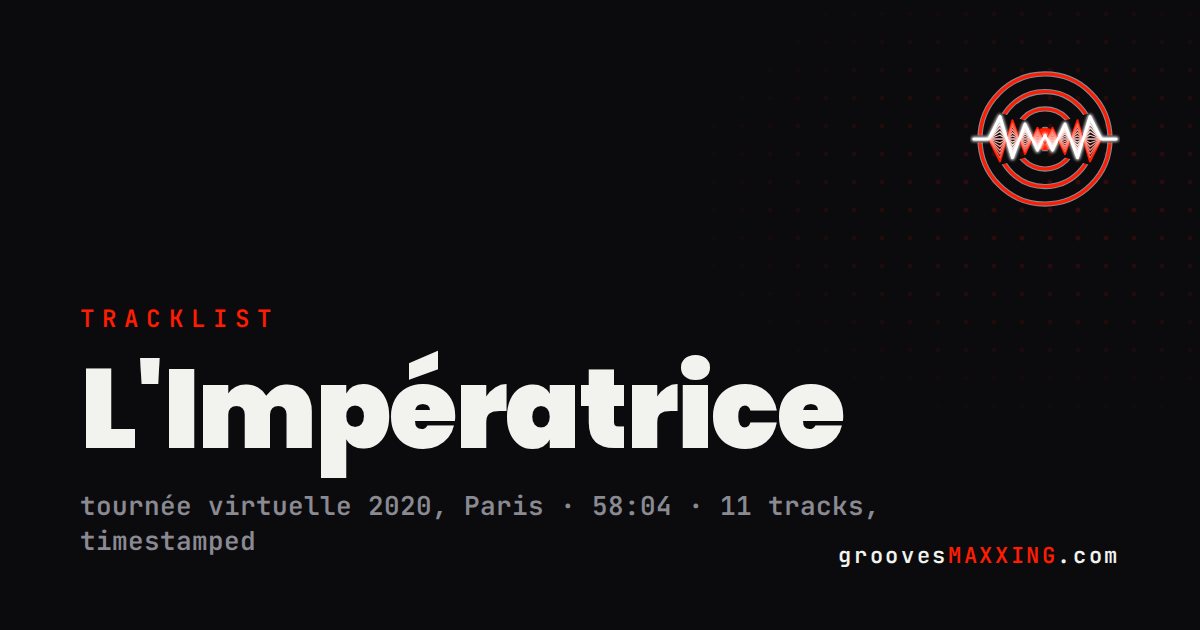 TRACKLIST
L'Impératrice
tournée virtuelle 2020, Paris · 58:04 · 11 tracks,
timestamped
groovesMAXXING.com